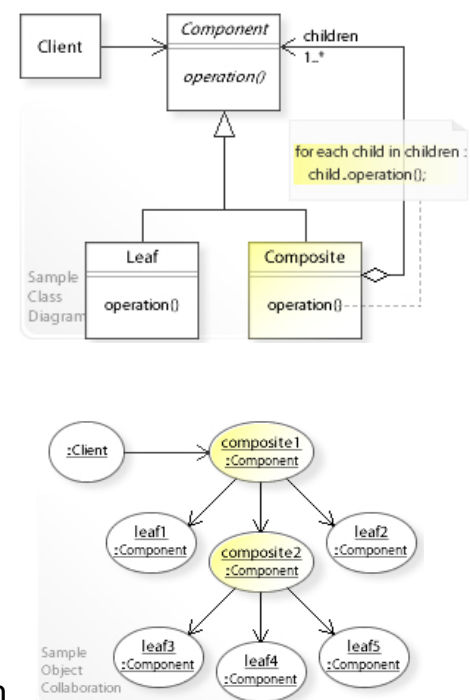 Client
Component
operation()
children
1..*
for each child in children :
child.operation();
Leaf
operation()
Composite
operation()
Sample
Class
Diagram
:Client
composite1
:Component
leaf1
:Component
composite2
:Component
leaf2
:Component
leaf3
:Component
leaf4
:Component
leaf5
:Component
Sample
Object
Collaboration